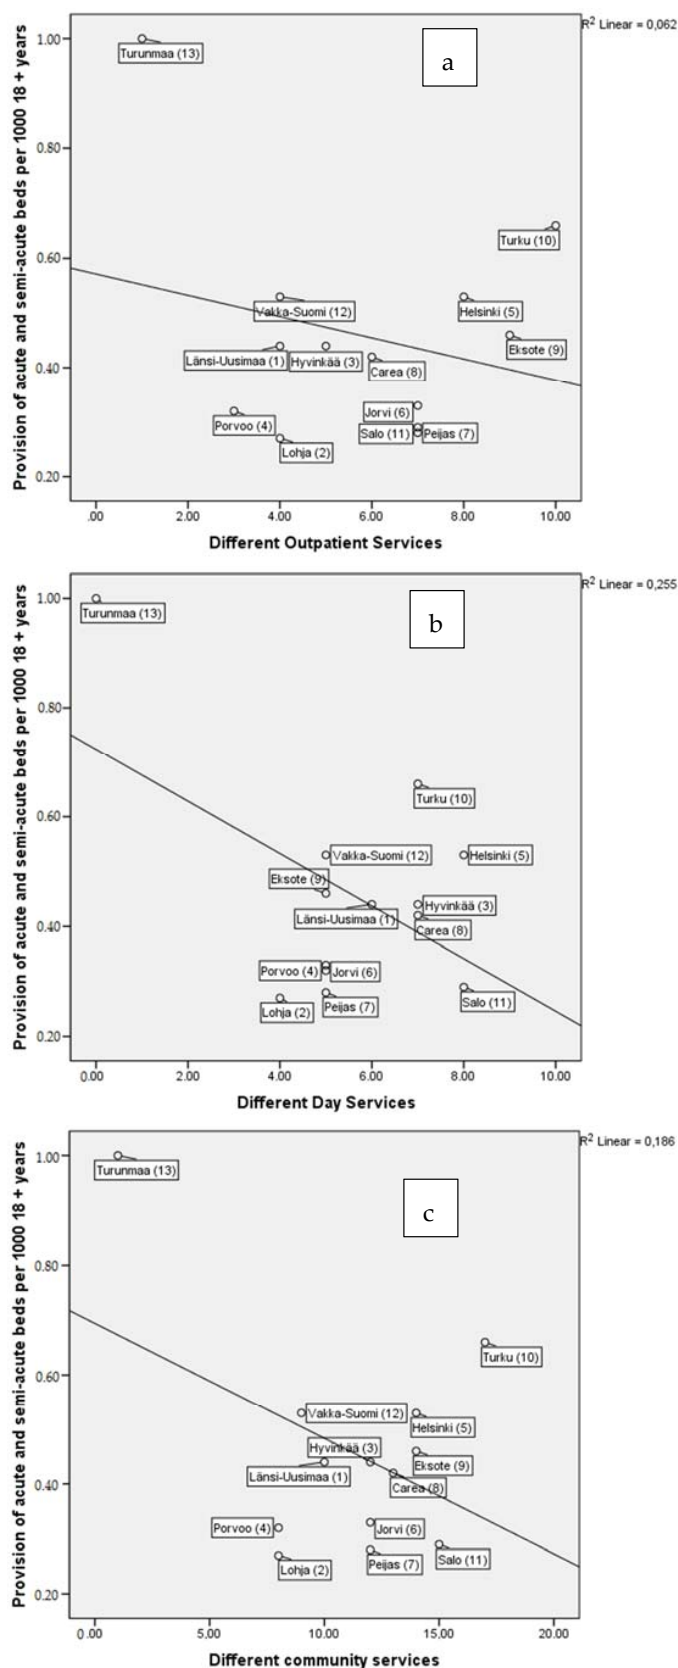 R² Linear = 0,062
a
Provision of acute and semi-acute beds per 1000 18 + years
1.00
0.80
0.60
0.40
0.20
Turunmaa (13)
Turku (10)
Vakka-Suomi (12)
Helsinki (5)
Eksote (9)
Länsi-Uusimaa (1)
Hyvinkää (3)
Carea (8)
Jorvi (6)
Porvoo (4)
Salo (11)
Peijas (7)
Lohja (2)
.00 2.00 4.00 6.00 8.00 10.00
Different Outpatient Services
R² Linear = 0,255
b
Provision of acute and semi-acute beds per 1000 18 + years
1.00
0.80
0.60
0.40
0.20
Turunmaa (13)
Turku (10)
Vakka-Suomi (12)
Helsinki (5)
Eksote (9)
Hyvinkää (3)
Länsi-Uusimaa (1)
Carea (8)
Porvoo (4)
Jorvi (6)
Salo (11)
Lohja (2)
Peijas (7)
0.00 2.00 4.00 6.00 8.00 10.00
Different Day Services
R² Linear = 0,186
c
Provision of acute and semi-acute beds per 1000 18 + years
1.00
0.80
0.60
0.40
0.20
Turunmaa (13)
Turku (10)
Vakka-Suomi (12)
Helsinki (5)
Hyvinkää (3)
Eksote (9)
Länsi-Uusimaa (1)
Carea (8)
Porvoo (4)
Jorvi (6)
Salo (11)
Peijas (7)
Lohja (2)
0.00 5.00 10.00 15.00 20.00
Different community services